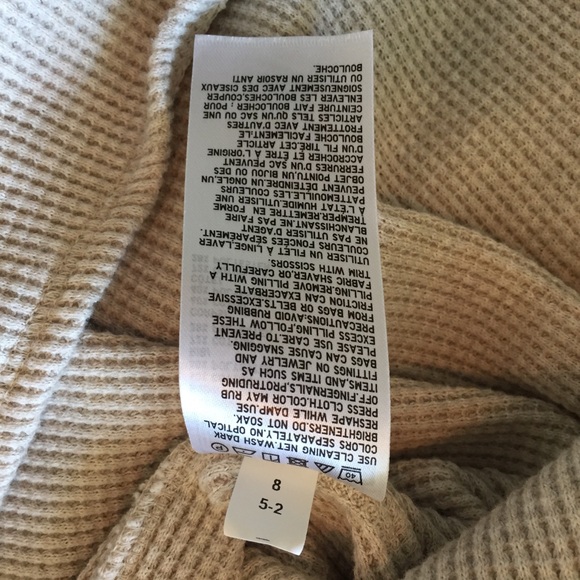 USE CLEANING NET.WASH DARK
COLORS SEPARATELY.NO OPTICAL
BRIGHTENERS.DO NOT SOAK.
RESHAPE WHILE DAMP.USE
PRESS CLOTH.COLOR MAY RUB
OFF.FINGERNAILS,PROTRUDING
ITEMS,AND ITEMS SUCH AS
FITTINGS ON JEWELRY AND
BAGS CAN CAUSE SNAGGING.
PLEASE USE CARE.TO PREVENT
EXCESS PILLING,FOLLOW THESE
PRECAUTIONS:AVOID RUBBING
FROM BAGS OR BELTS.EXCESSIVE
FRICTION CAN EXACERBATE
PILLING.REMOVE PILLING WITH A
FABRIC SHAVER,OR CAREFULLY
TRIM WITH SCISSORS.
UTILISER UN FILET À LINGE.LAVER
COULEURS FONCÉES SÉPARÉMENT.
NE PAS UTILISER D'AGENT
BLANCHISSANT.NE PAS FAIRE
TREMPER.REMETTRE EN FORME
À L'ÉTAT HUMIDE.UTILISER UNE
PATTEMOUILLE.LES COULEURS
PEUVENT DÉTEINDRE.UN ONGLE,UN
OBJET POINTU,UN BIJOU OU DES
FERRURES D'UN SAC PEUVENT
ACCROCHER ET ÊTRE À L'ORIGINE
D'UN FIL TIRÉ.CET ARTICLE
BOULOCHE FACILEMENT.LE
FROTTEMENT AVEC D'AUTRES
ARTICLES TELS QU'UN SAC OU UNE
CEINTURE FAIT BOULOCHER ; POUR
ENLEVER LES BOULOCHES,COUPER
SOIGNEUSEMENT AVEC DES CISEAUX
OU UTILISER UN RASOIR ANTI
BOULOCHE.
8
5-2